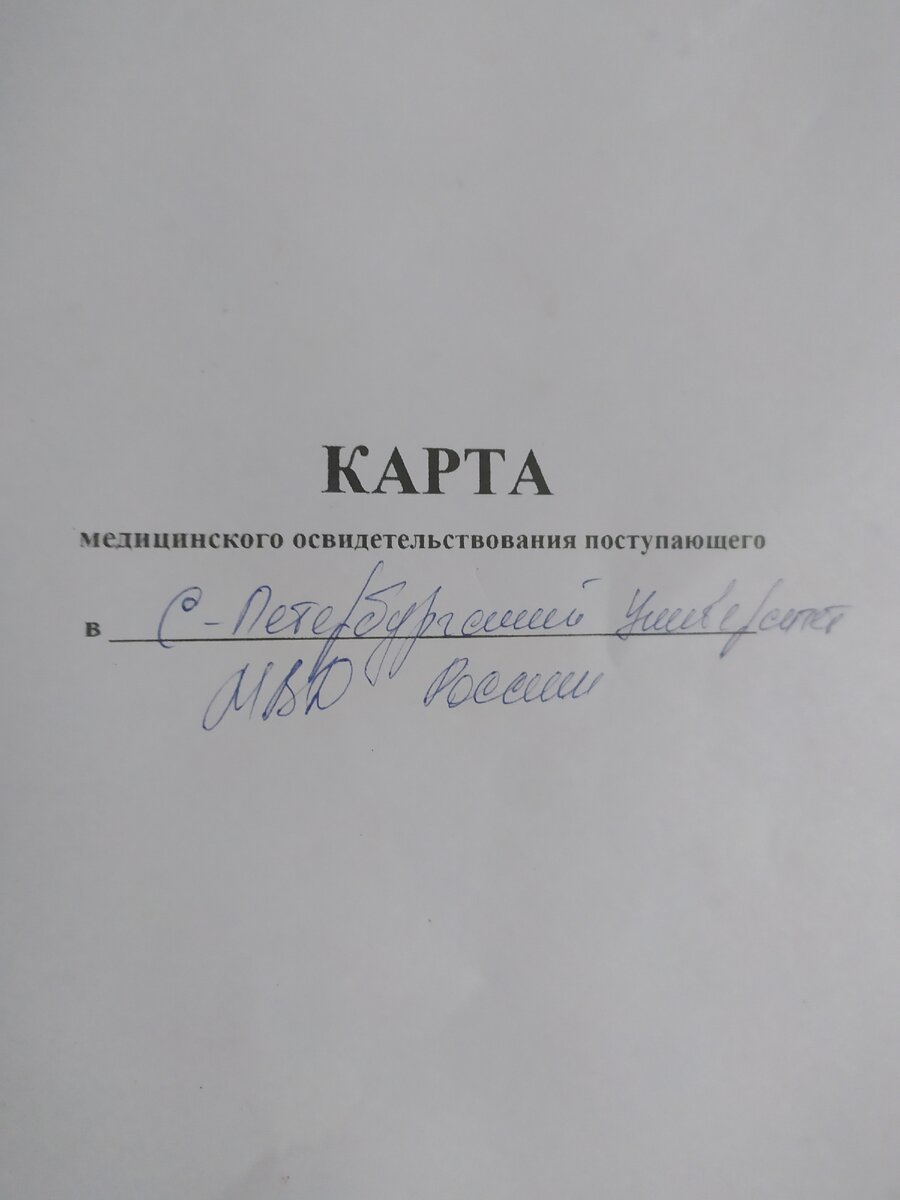 КАРТА
медицинского освидетельствования поступающего
в С-Петербургский Университет
МВД России